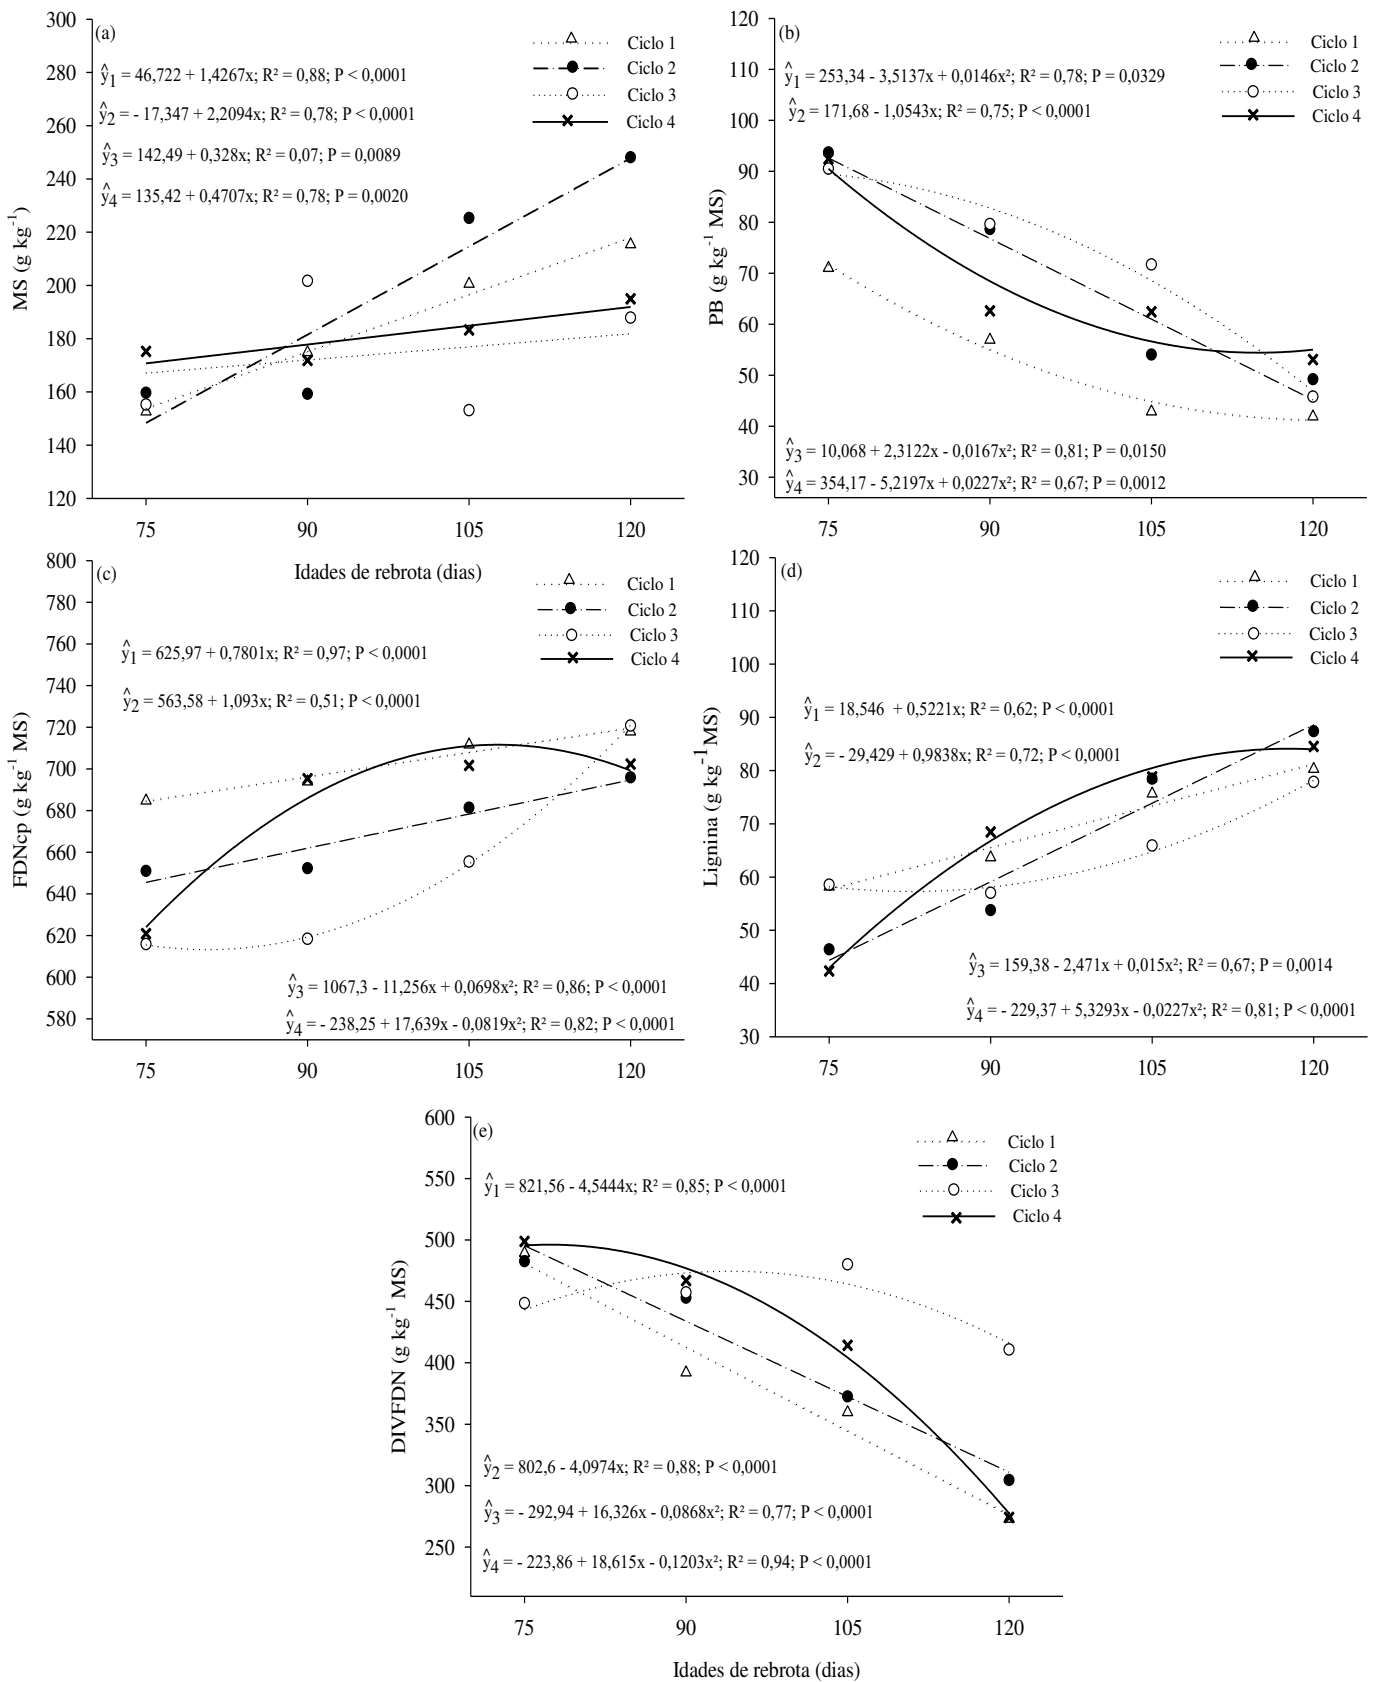 (a)
MS (g kg⁻¹)
300
280
260
240
220
200
180
160
140
120
75 90 105 120
Ciclo 1
Ciclo 2
Ciclo 3
Ciclo 4
ŷ1 = 46,722 + 1,4267x; R² = 0,88; P < 0,0001
ŷ2 = - 17,347 + 2,2094x; R² = 0,78; P < 0,0001
ŷ3 = 142,49 + 0,328x; R² = 0,07; P = 0,0089
ŷ4 = 135,42 + 0,4707x; R² = 0,78; P = 0,0020
Idades de rebrota (dias)
(b)
PB (g kg⁻¹ MS)
120
110
100
90
80
70
60
50
40
30
75 90 105 120
Ciclo 1
Ciclo 2
Ciclo 3
Ciclo 4
ŷ1 = 253,34 - 3,5137x + 0,0146x²; R² = 0,78; P = 0,0329
ŷ2 = 171,68 - 1,0543x; R² = 0,75; P < 0,0001
ŷ3 = 10,068 + 2,3122x - 0,0167x²; R² = 0,81; P = 0,0150
ŷ4 = 354,17 - 5,2197x + 0,0227x²; R² = 0,67; P = 0,0012
(c)
FDNcp (g kg⁻¹ MS)
800
780
760
740
720
700
680
660
640
620
600
580
75 90 105 120
Ciclo 1
Ciclo 2
Ciclo 3
Ciclo 4
ŷ1 = 625,97 + 0,7801x; R² = 0,97; P < 0,0001
ŷ2 = 563,58 + 1,093x; R² = 0,51; P < 0,0001
ŷ3 = 1067,3 - 11,256x + 0,0698x²; R² = 0,86; P < 0,0001
ŷ4 = - 238,25 + 17,639x - 0,0819x²; R² = 0,82; P < 0,0001
(d)
Lignina (g kg⁻¹ MS)
120
110
100
90
80
70
60
50
40
30
75 90 105 120
Ciclo 1
Ciclo 2
Ciclo 3
Ciclo 4
ŷ1 = 18,546 + 0,5221x; R² = 0,62; P < 0,0001
ŷ2 = - 29,429 + 0,9838x; R² = 0,72; P < 0,0001
ŷ3 = 159,38 - 2,471x + 0,015x²; R² = 0,67; P = 0,0014
ŷ4 = - 229,37 + 5,3293x - 0,0227x²; R² = 0,81; P < 0,0001
(e)
DIVFDN (g kg⁻¹ MS)
600
550
500
450
400
350
300
250
75 90 105 120
Ciclo 1
Ciclo 2
Ciclo 3
Ciclo 4
ŷ1 = 821,56 - 4,5444x; R² = 0,85; P < 0,0001
ŷ2 = 802,6 - 4,0974x; R² = 0,88; P < 0,0001
ŷ3 = - 292,94 + 16,326x - 0,0868x²; R² = 0,77; P < 0,0001
ŷ4 = - 223,86 + 18,615x - 0,1203x²; R² = 0,94; P < 0,0001
Idades de rebrota (dias)